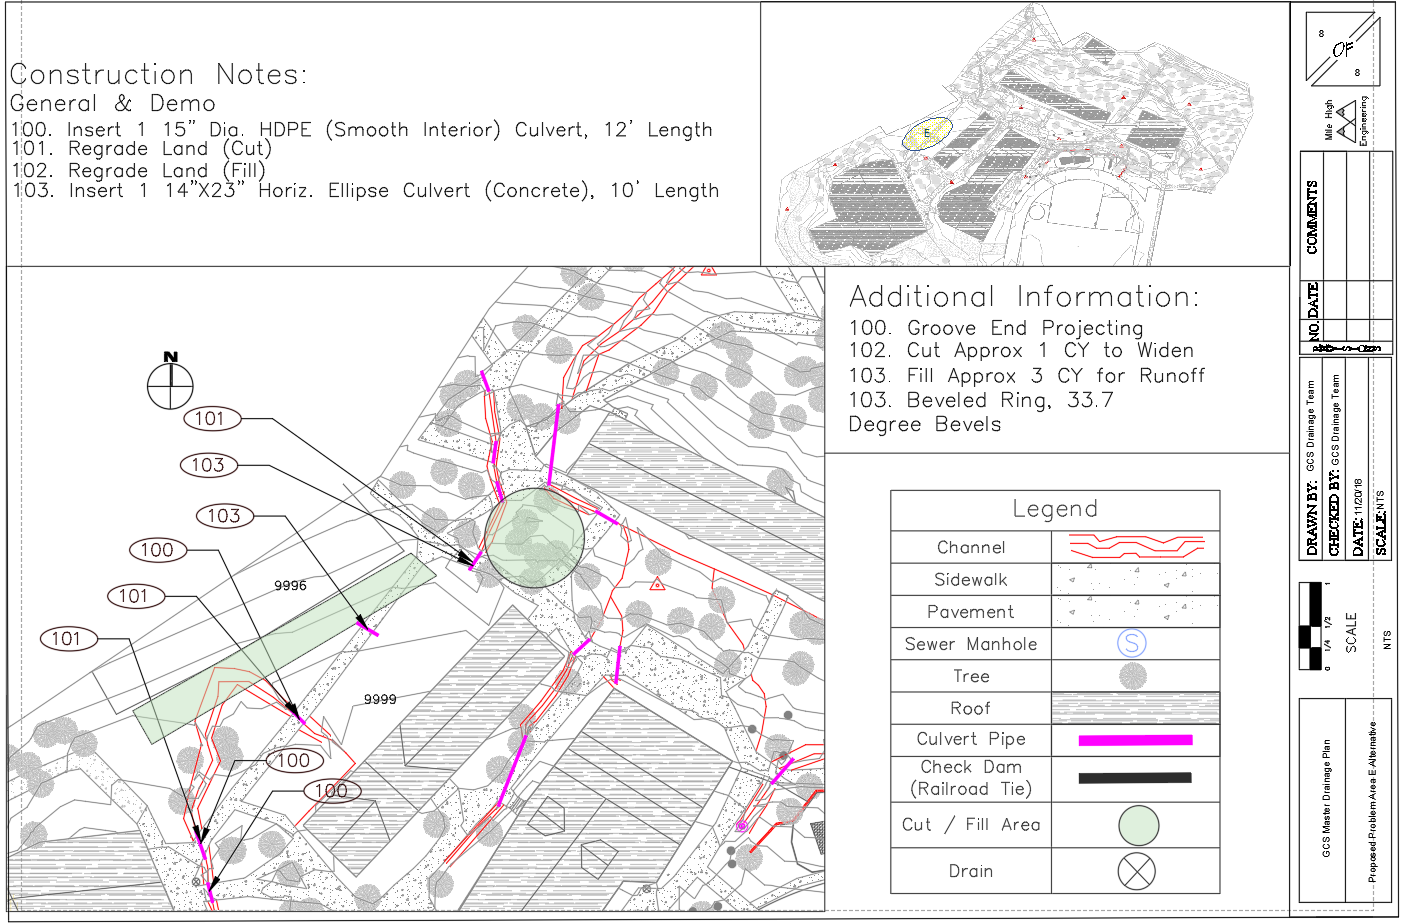 Construction Notes:
General & Demo
100. Insert 1 15" Dia. HDPE (Smooth Interior) Culvert, 12' Length
101. Regrade Land (Cut)
102. Regrade Land (Fill)
103. Insert 1 14"X23" Horiz. Ellipse Culvert (Concrete), 10' Length
E
N
101
103
103
100
101
101
100
100
9996
9999
Additional Information:
100. Groove End Projecting
102. Cut Approx 1 CY to Widen
103. Fill Approx 3 CY for Runoff
103. Beveled Ring, 33.7
Degree Bevels
Legend
Channel
Sidewalk
Pavement
Sewer Manhole
S
Tree
Roof
Culvert Pipe
Check Dam
(Railroad Tie)
Cut / Fill Area
Drain
8
OF
8
Mile High
Engineering
NO.
DATE
COMMENTS
DRAWN BY: GCS Drainage Team
CHECKED BY: GCS Drainage Team
DATE: 11/20/18
SCALE: NTS
0 1/4 1/2 1
SCALE
NTS
GCS Master Drainage Plan
Proposed Problem Area E Alternative